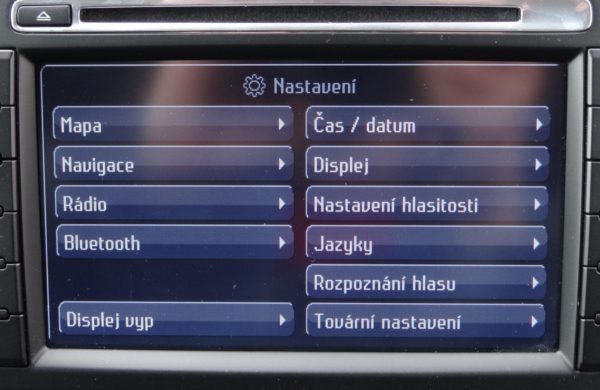 Nastavení
Mapa
Čas / datum
Navigace
Displej
Rádio
Nastavení hlasitosti
Bluetooth
Jazyky
Rozpoznání hlasu
Displej vyp
Tovární nastavení